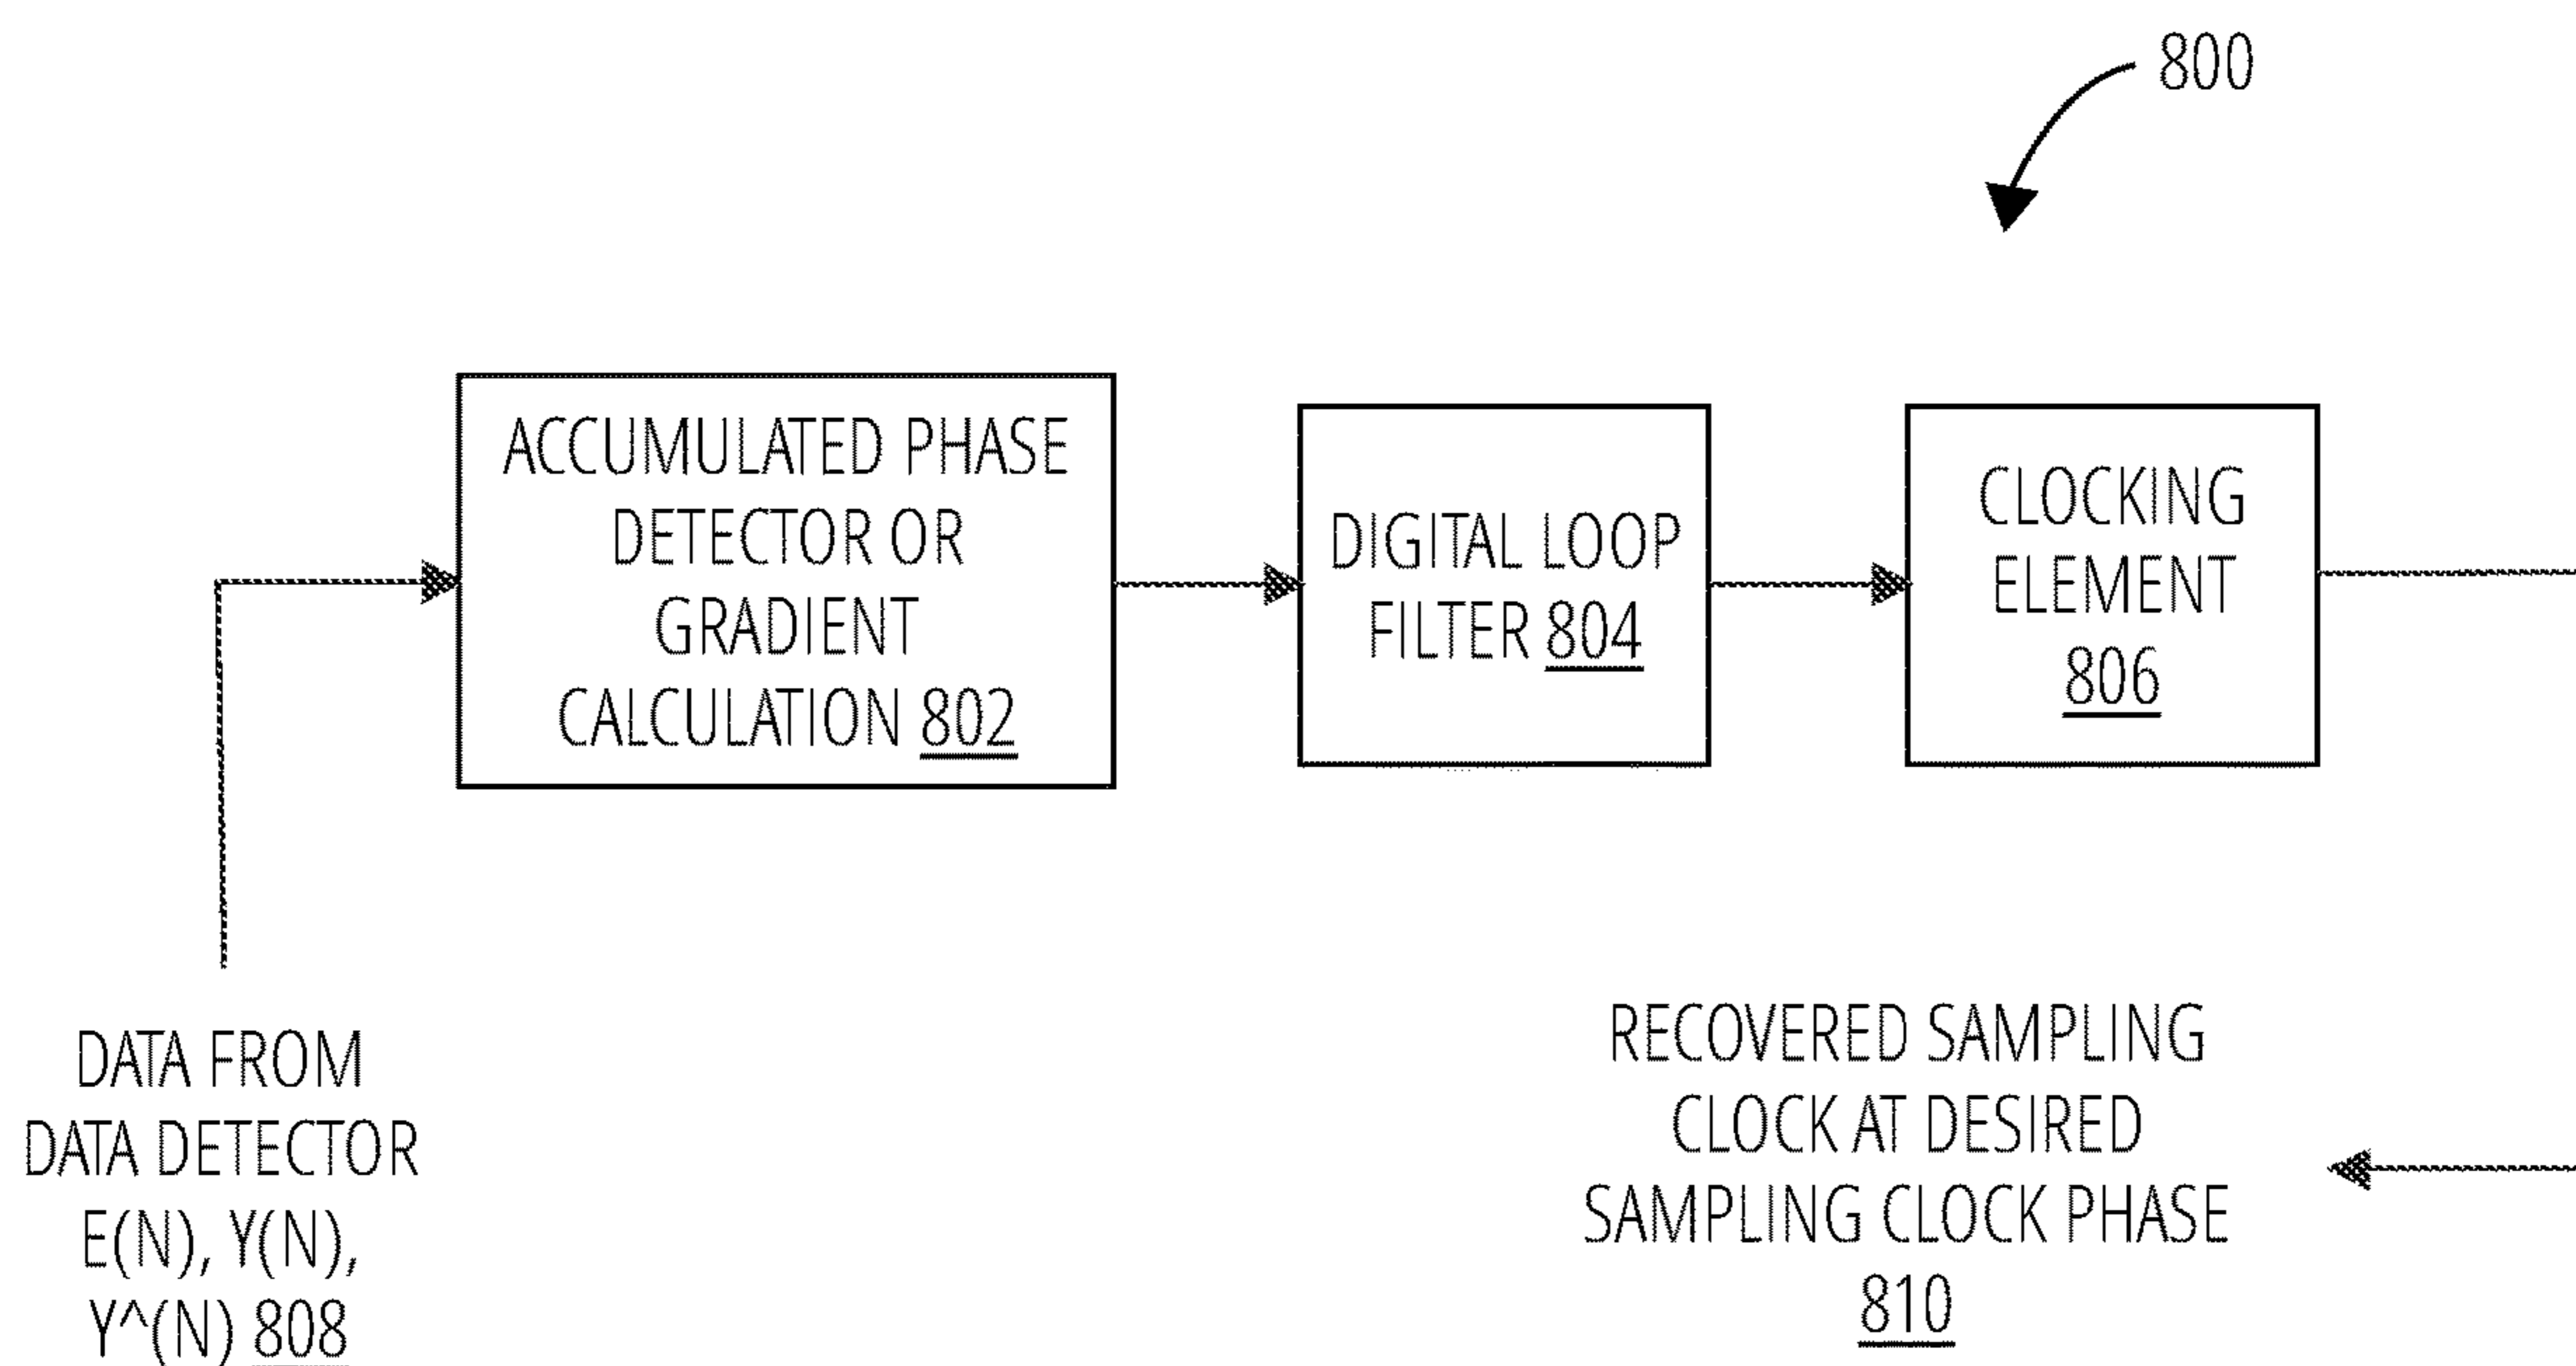 800
ACCUMULATED PHASE
DETECTOR OR
GRADIENT
CALCULATION 802
DIGITAL LOOP
FILTER 804
CLOCKING
ELEMENT
806
DATA FROM
DATA DETECTOR
E(N), Y(N),
Y^(N) 808
RECOVERED SAMPLING
CLOCK AT DESIRED
SAMPLING CLOCK PHASE
810